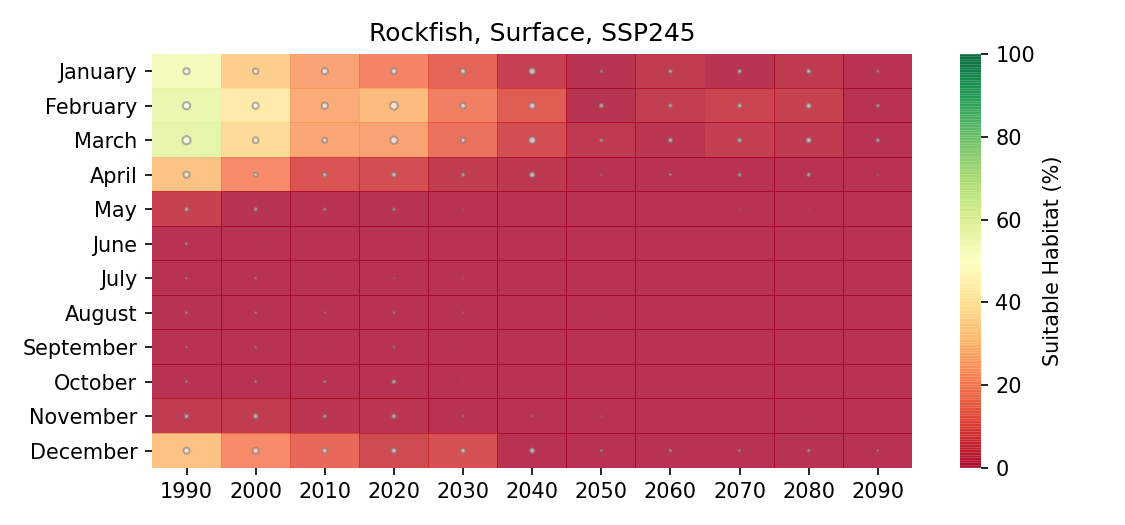 Rockfish, Surface, SSP245
January
February
March
April
May
June
July
August
September
October
November
December
1990 2000 2010 2020 2030 2040 2050 2060 2070 2080 2090
100
80
60
40
20
0
Suitable Habitat (%)